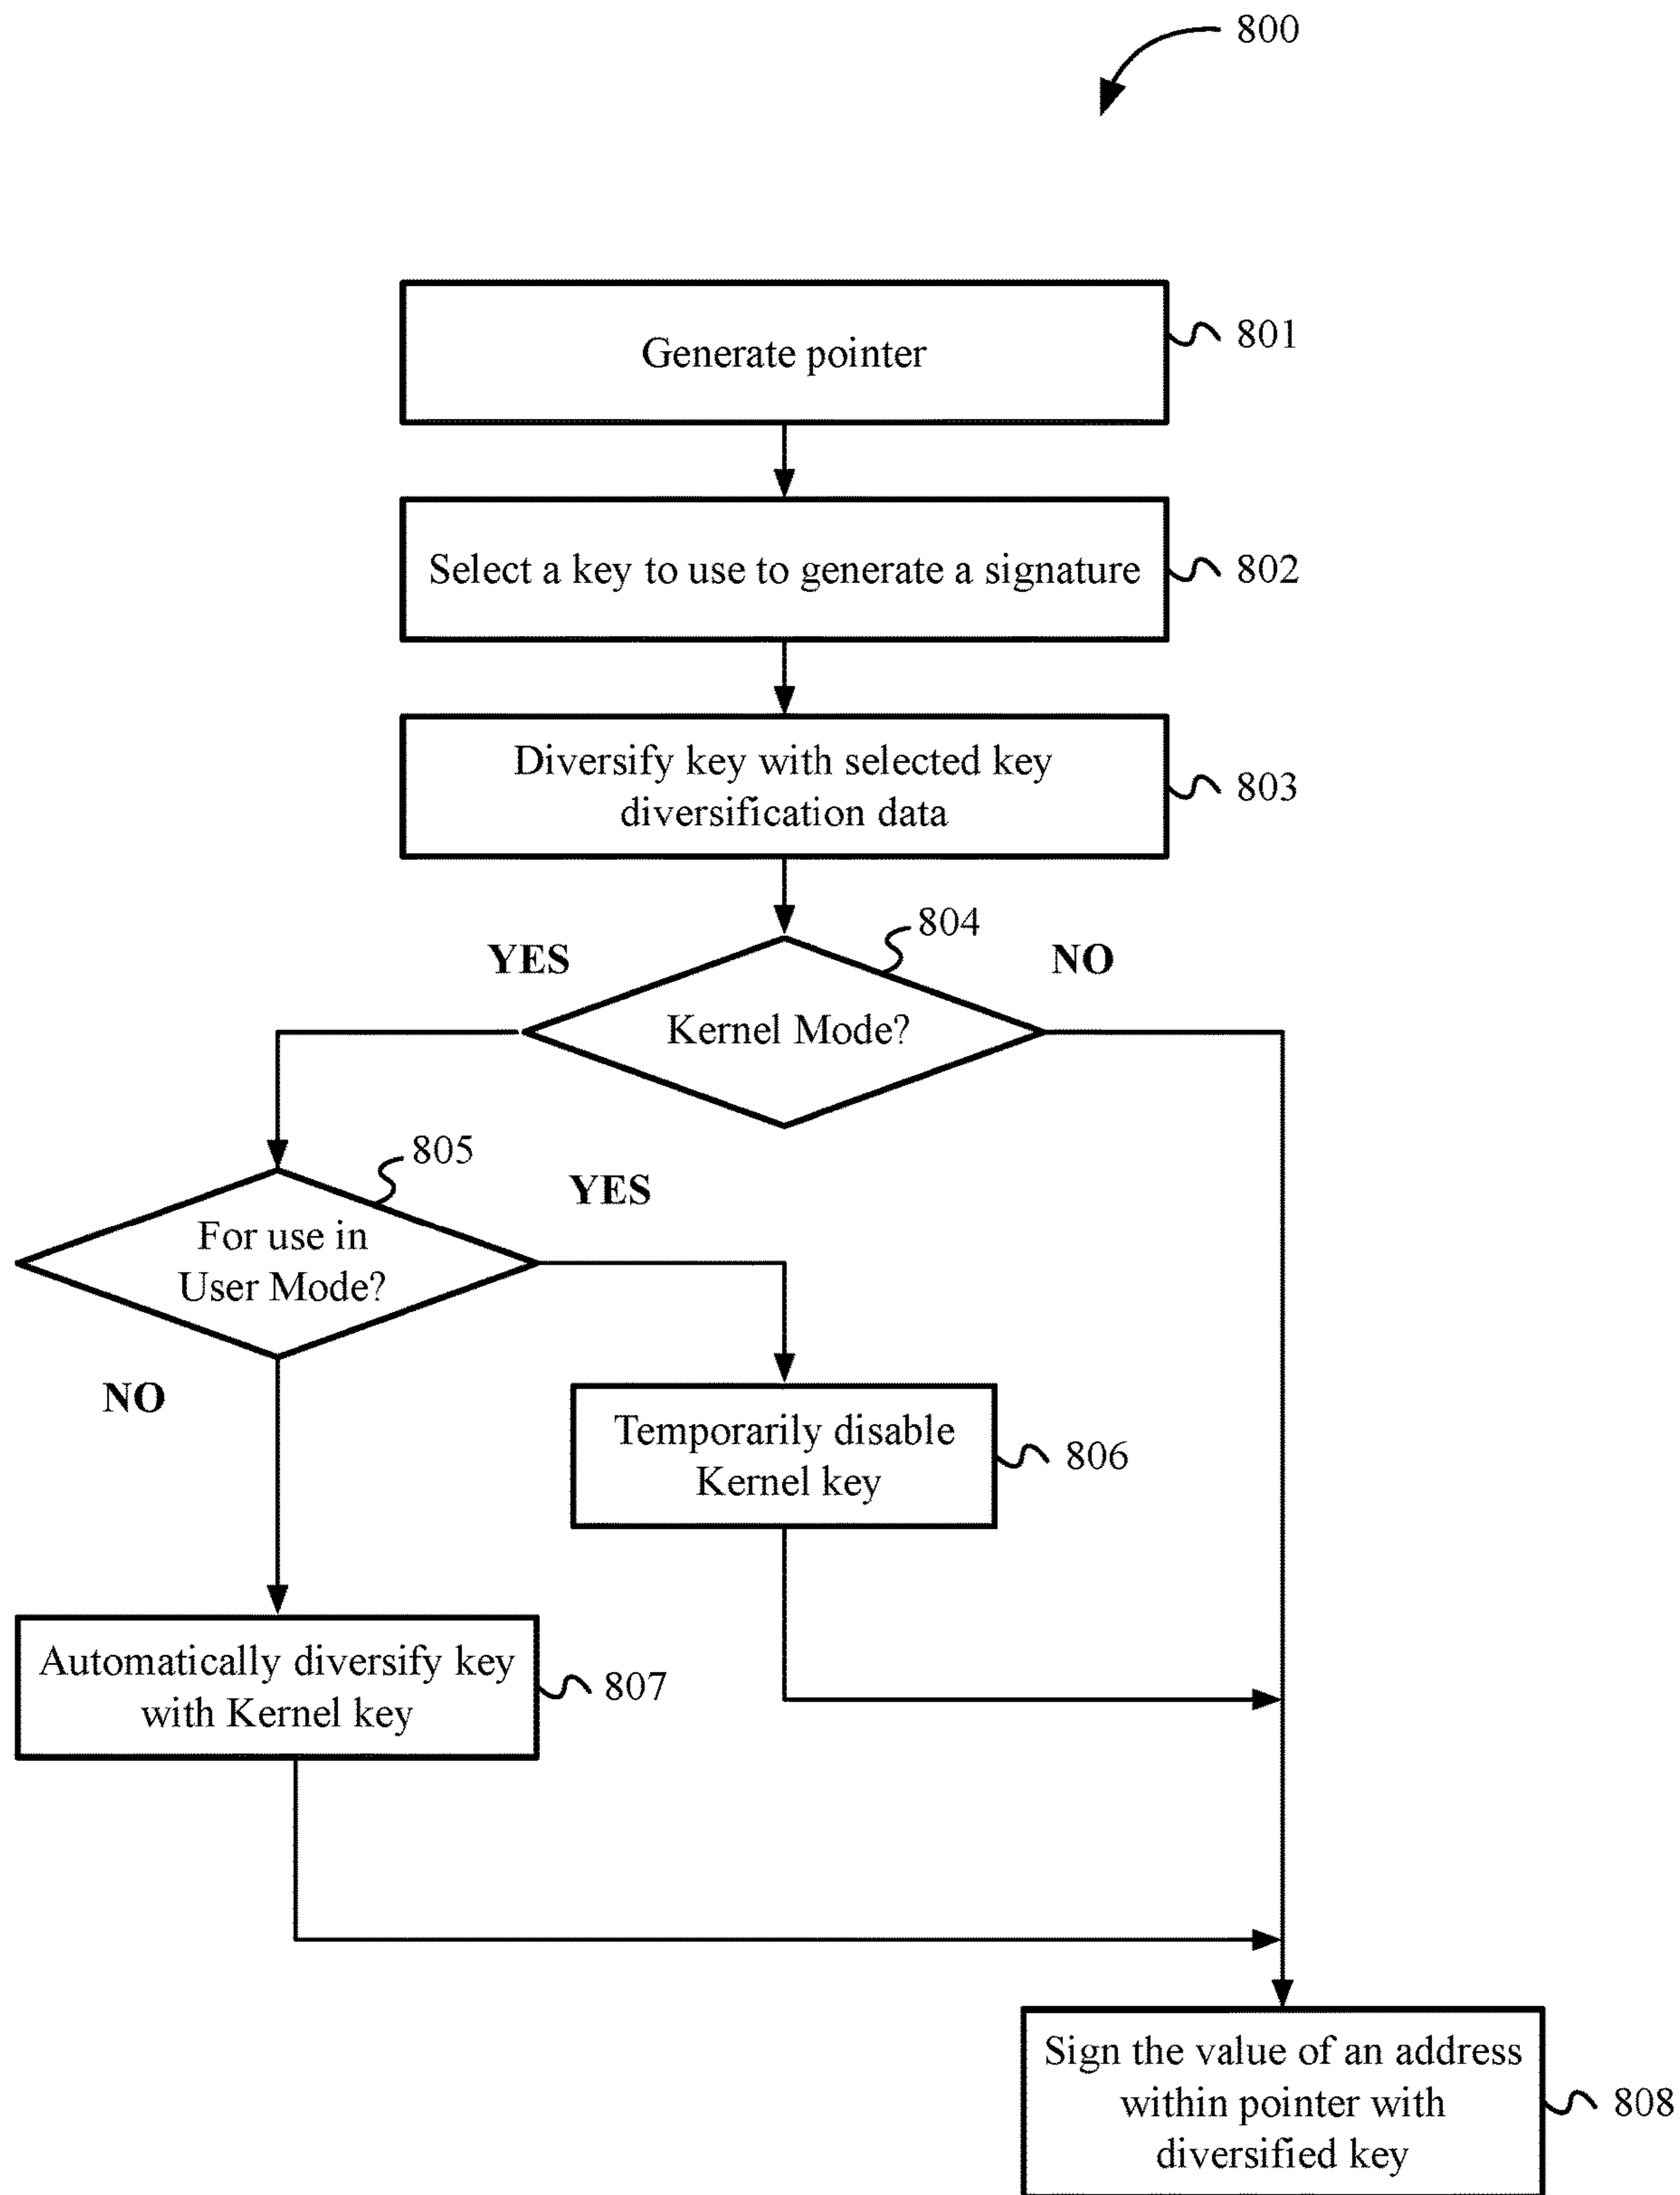 800
Generate pointer
801
Select a key to use to generate a signature
802
Diversify key with selected key
diversification data
803
804
YES
NO
Kernel Mode?
805
YES
For use in
User Mode?
NO
Temporarily disable
Kernel key
806
Automatically diversify key
with Kernel key
807
Sign the value of an address
within pointer with
diversified key
808